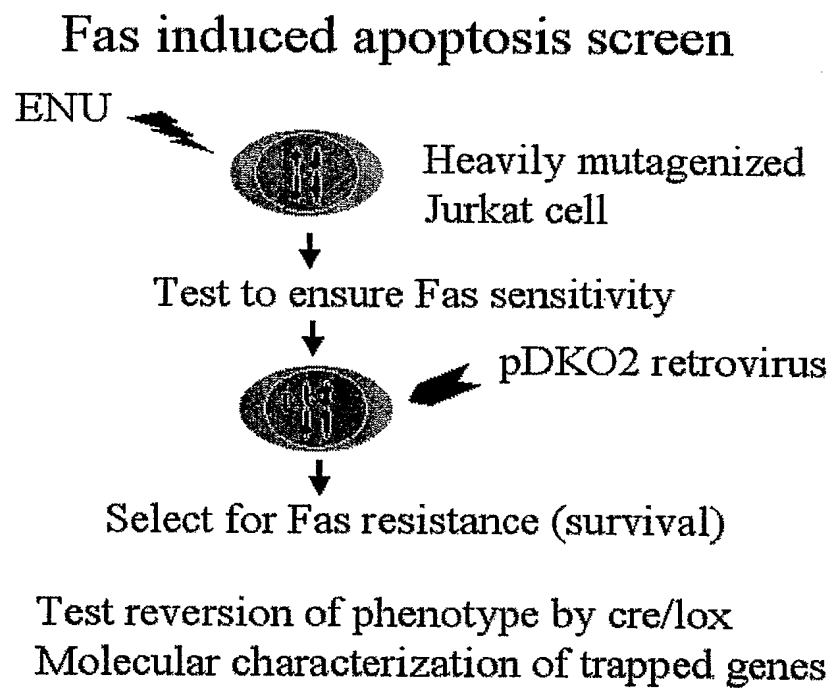 Fas induced apoptosis screen
ENU
Heavily mutagenized
Jurkat cell
Test to ensure Fas sensitivity
pDKO2 retrovirus
Select for Fas resistance (survival)
Test reversion of phenotype by cre/lox
Molecular characterization of trapped genes